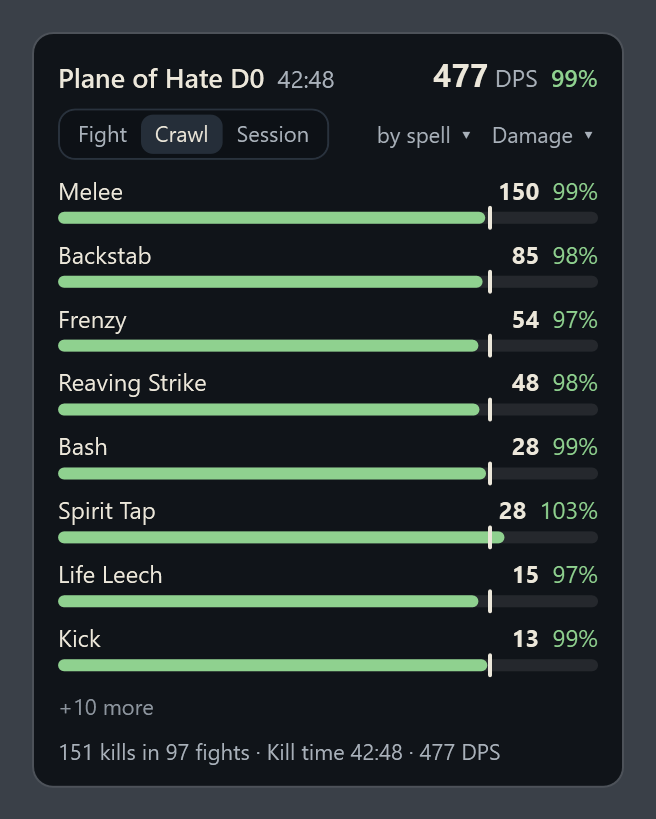 Plane of Hate D0 42:48 477 DPS 99%
Fight Crawl Session by spell ▼ Damage ▼
Melee 150 99%
Backstab 85 98%
Frenzy 54 97%
Reaving Strike 48 98%
Bash 28 99%
Spirit Tap 28 103%
Life Leech 15 97%
Kick 13 99%
+10 more
151 kills in 97 fights · Kill time 42:48 · 477 DPS